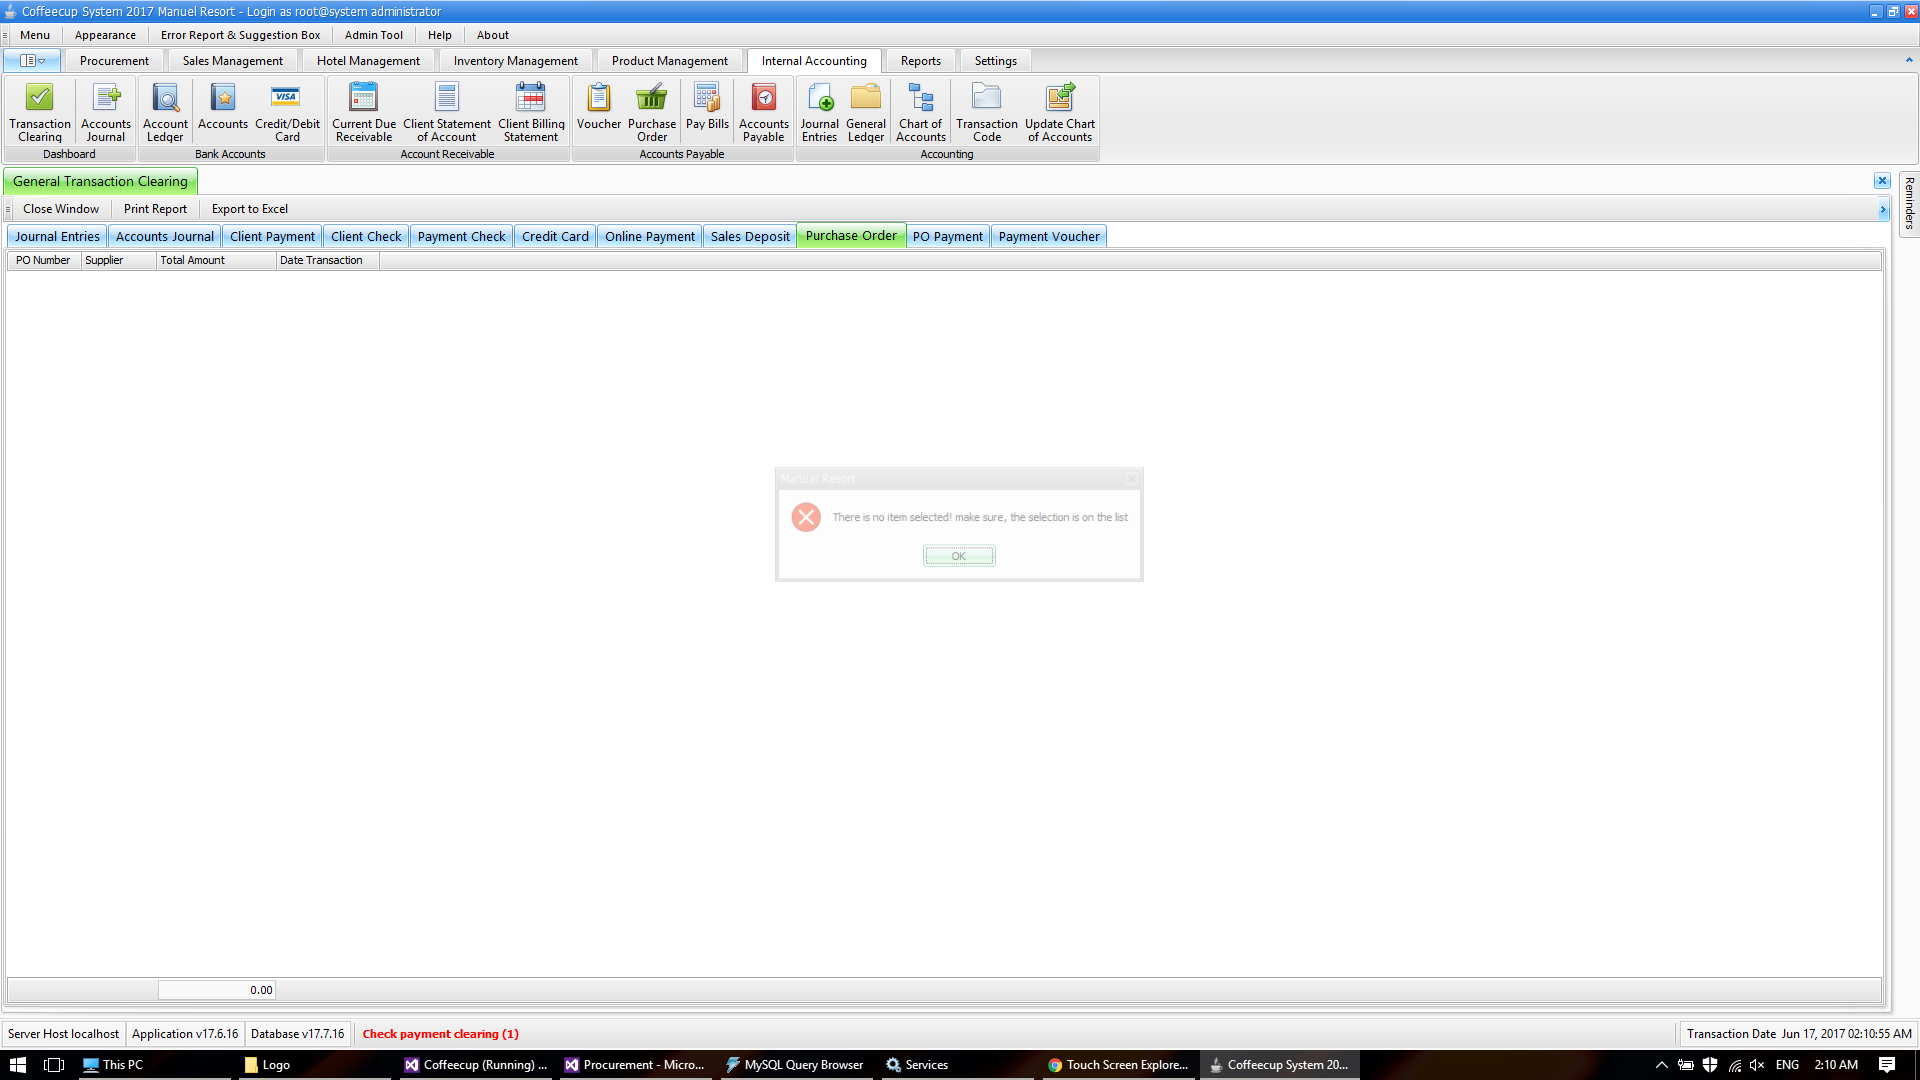 Coffeecup System 2017 Manuel Resort - Login as root@system administrator
Menu Appearance Error Report & Suggestion Box Admin Tool Help About
Procurement Sales Management Hotel Management Inventory Management Product Management Internal Accounting Reports Settings
Transaction Clearing
Accounts Journal
Dashboard
Account Ledger
Accounts
Credit/Debit Card
Bank Accounts
Current Due Receivable
Client Statement of Account
Client Billing Statement
Account Receivable
Voucher
Purchase Order
Pay Bills
Accounts Payable
Accounts Payable
Journal Entries
General Ledger
Chart of Accounts
Transaction Code
Update Chart of Accounts
Accounting
VISA
General Transaction Clearing
Reminders
Close Window Print Report Export to Excel
Journal Entries Accounts Journal Client Payment Client Check Payment Check Credit Card Online Payment Sales Deposit Purchase Order PO Payment Payment Voucher
PO Number Supplier Total Amount Date Transaction
Manuel Resort
There is no item selected! make sure, the selection is on the list
OK
0.00
Server Host localhost Application v17.6.16 Database v17.7.16 Check payment clearing (1) Transaction Date Jun 17, 2017 02:10:55 AM
This PC Logo Coffeecup (Running) ... Procurement - Micro... MySQL Query Browser Services Touch Screen Explore... Coffeecup System 20... ENG 2:10 AM